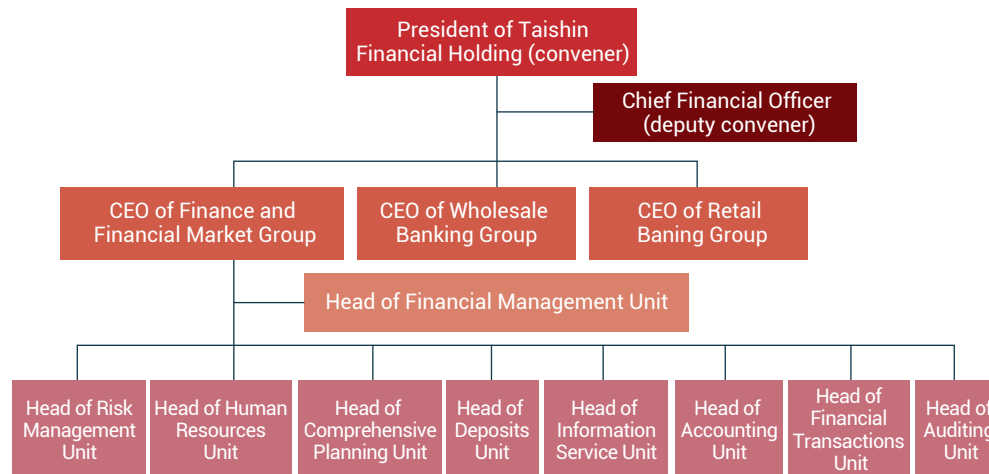 President of Taishin
Financial Holding (convener)
Chief Financial Officer
(deputy convener)
CEO of Finance and
Financial Market Group
CEO of Wholesale
Banking Group
CEO of Retail
Baning Group
Head of Financial Management Unit
Head of Risk
Management
Unit
Head of Human
Resources
Unit
Head of
Comprehensive
Planning Unit
Head of
Deposits
Unit
Head of
Information
Service Unit
Head of
Accounting
Unit
Head of
Financial
Transactions
Unit
Head of
Auditing
Unit